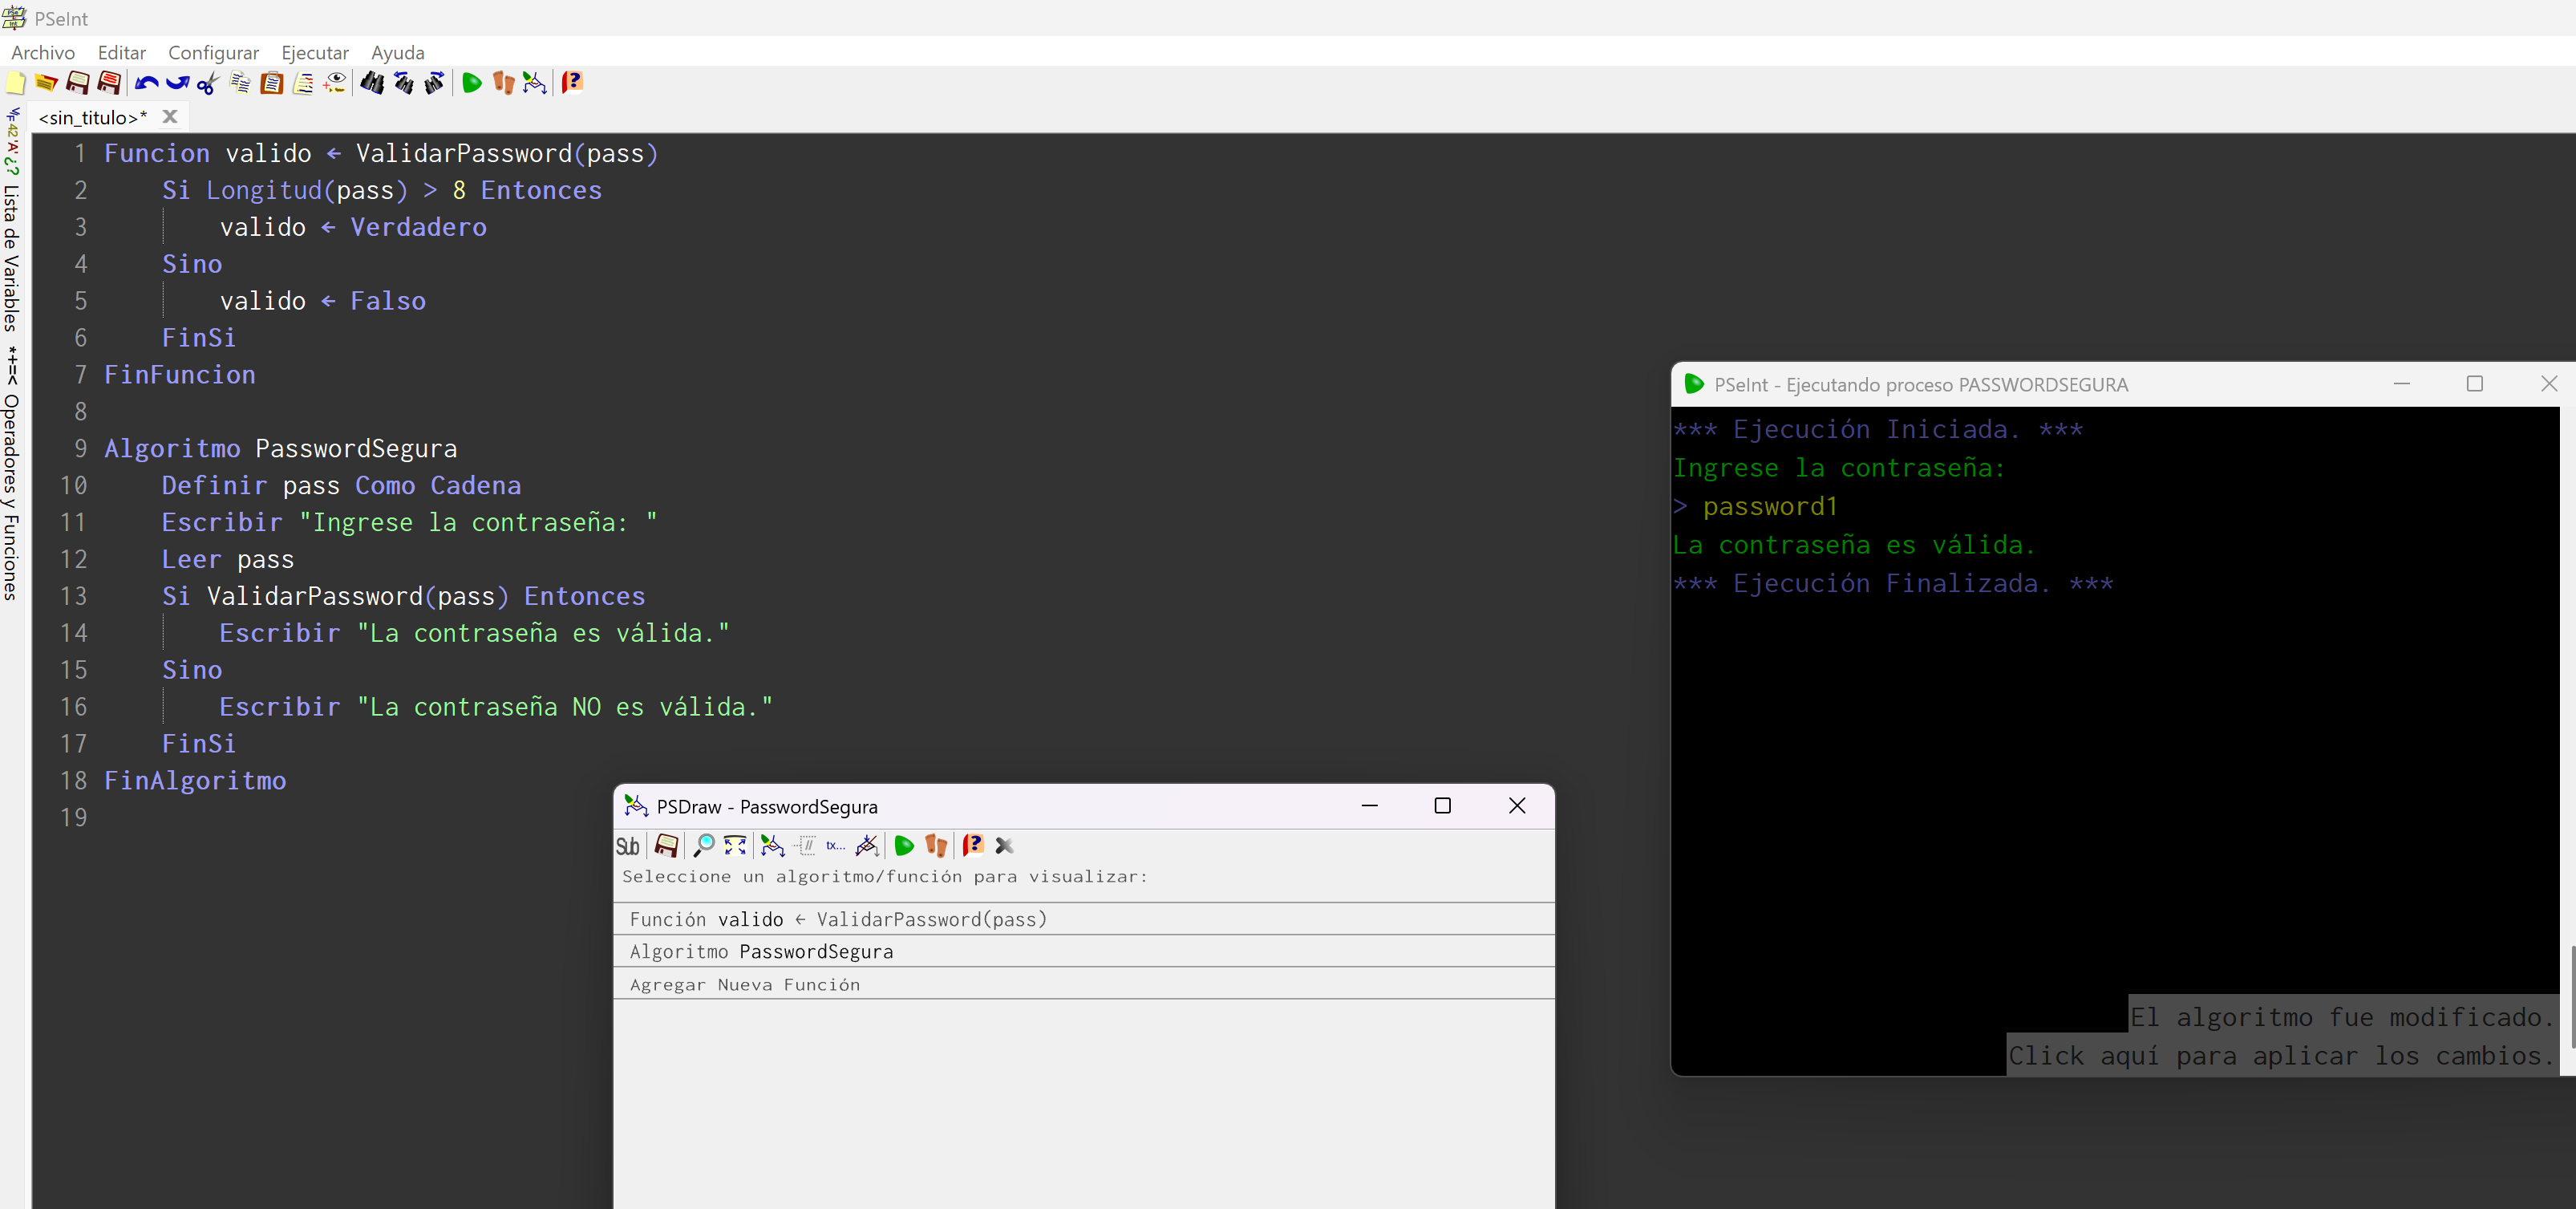 PSeInt
Archivo Editar Configurar Ejecutar Ayuda
<sin_titulo>*
Lista de Variables
*+=< Operadores y Funciones
1 Funcion valido ← ValidarPassword(pass)
2 Si Longitud(pass) > 8 Entonces
3 valido ← Verdadero
4 Sino
5 valido ← Falso
6 FinSi
7 FinFuncion
8
9 Algoritmo PasswordSegura
10 Definir pass Como Cadena
11 Escribir "Ingrese la contraseña: "
12 Leer pass
13 Si ValidarPassword(pass) Entonces
14 Escribir "La contraseña es válida."
15 Sino
16 Escribir "La contraseña NO es válida."
17 FinSi
18 FinAlgoritmo
19
PSeInt - Ejecutando proceso PASSWORDSEGURA
*** Ejecución Iniciada. ***
Ingrese la contraseña:
> password1
La contraseña es válida.
*** Ejecución Finalizada. ***
El algoritmo fue modificado.
Click aquí para aplicar los cambios.
PSDraw - PasswordSegura
Sub tx...
Seleccione un algoritmo/función para visualizar:
Función valido ← ValidarPassword(pass)
Algoritmo PasswordSegura
Agregar Nueva Función